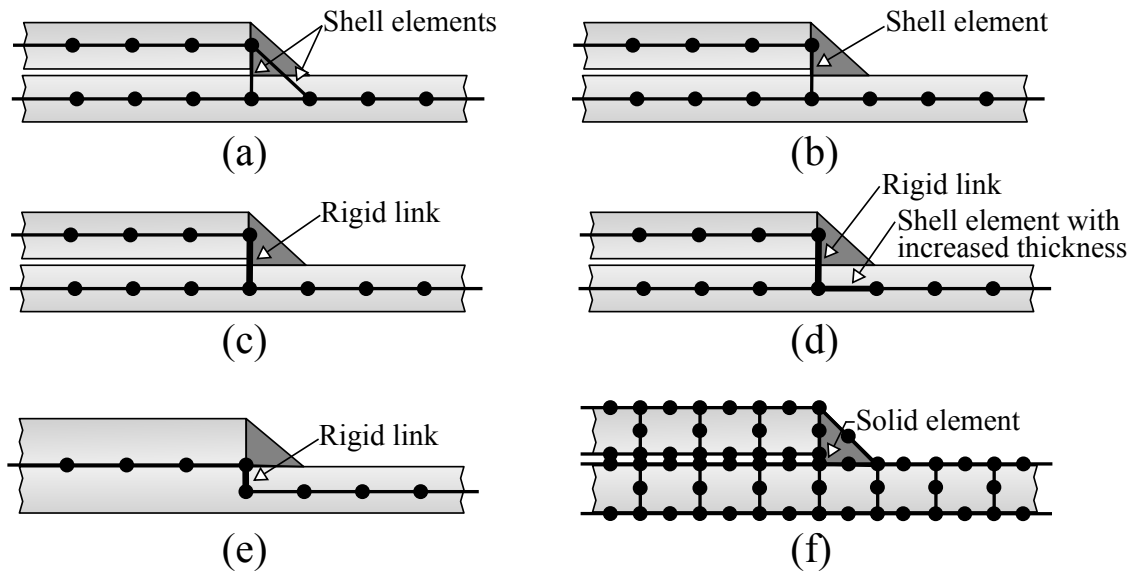 Shell elements
Shell element
(a)
(b)
Rigid link
Rigid link
Shell element with
increased thickness
(c)
(d)
Rigid link
Solid element
(e)
(f)